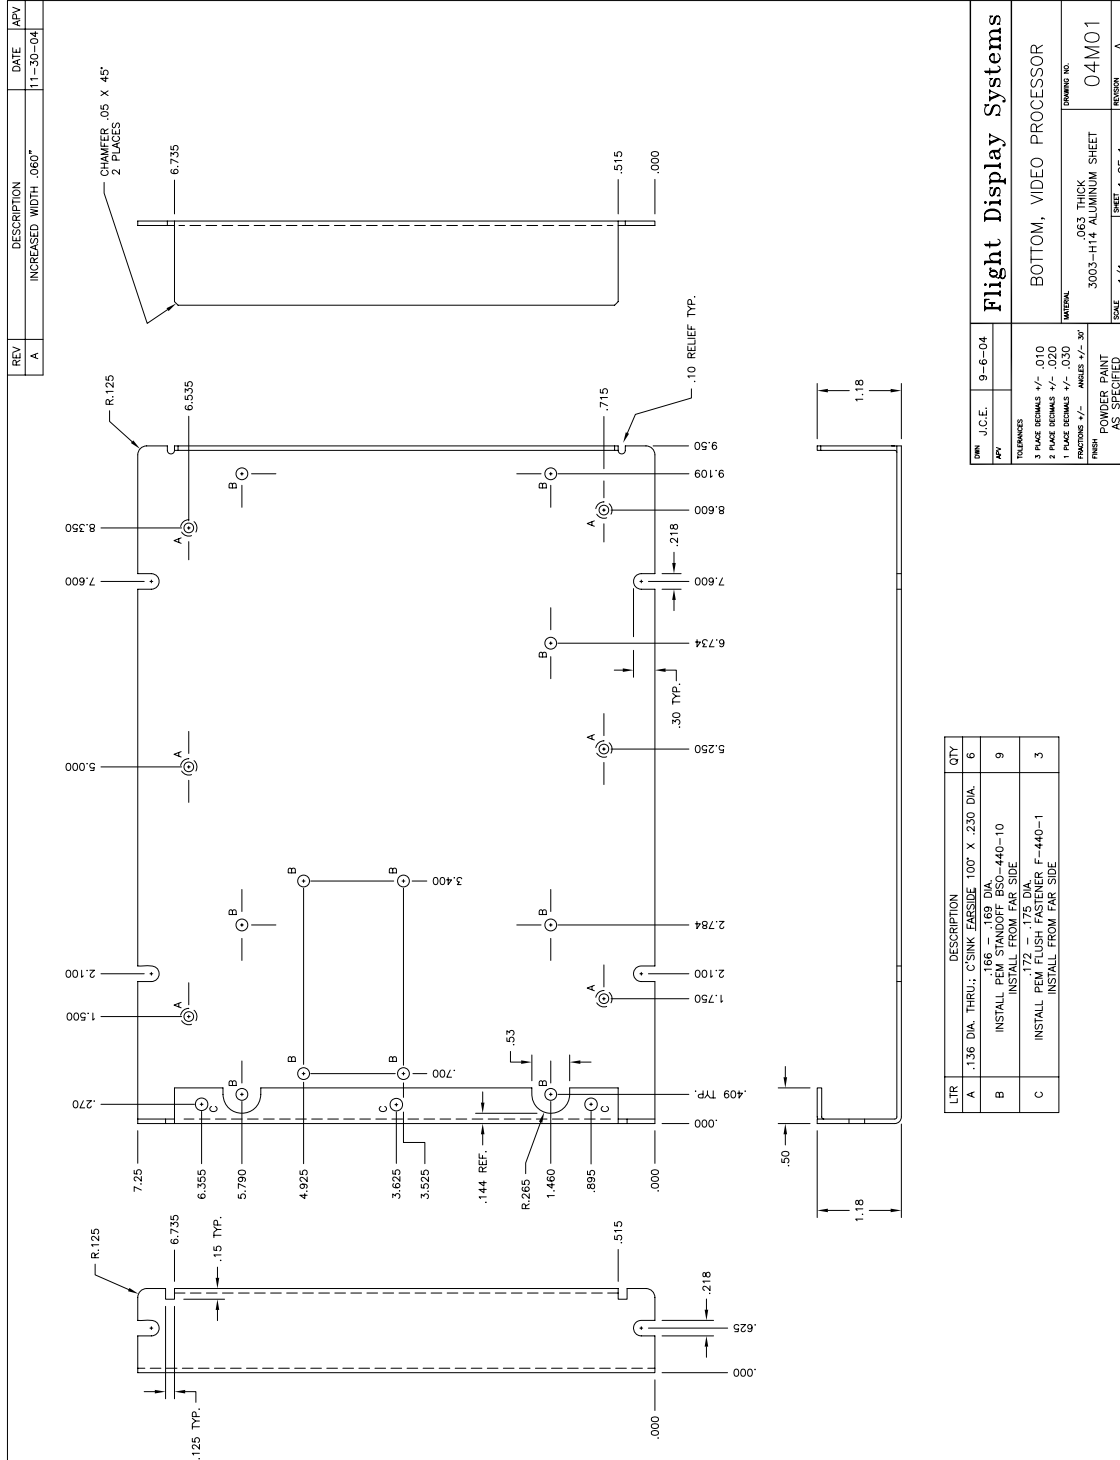 REV DESCRIPTION DATE APV
A INCREASED WIDTH .060" 11-30-04
CHAMFER .05 X 45°
2 PLACES
6.735
.515
.000
R.125
6.535
.715
.10 RELIEF TYP.
9.50
9.109
8.600
.218
7.600
6.734
.30 TYP.
5.250
3.400
2.784
2.100
1.750
.53
.700
.409 TYP.
.000
8.350
7.600
5.000
2.100
1.500
.270
A
A
A
A
A
A
B
B
B
B
B
B
B
B
B
C
C
C
7.25
6.355
5.790
4.925
3.625
3.525
.144 REF.
R.265
1.460
.895
.000
R.125
6.735
.15 TYP.
.515
.218
.625
.000
.125 TYP.
.000
1.18
.50
1.18
LTR DESCRIPTION QTY
A .136 DIA. THRU.; C'SINK FARSIDE 100° X .230 DIA. 6
B .166 - .169 DIA. 9
INSTALL PEM STANDOFF BSO-440-10
INSTALL FROM FAR SIDE
C .172 - .175 DIA. 3
INSTALL PEM FLUSH FASTENER F-440-1
INSTALL FROM FAR SIDE
DWN J.C.E. 9-6-04
APV
Flight Display Systems
TOLERANCES
3 PLACE DECIMALS +/- .010
2 PLACE DECIMALS +/- .020
1 PLACE DECIMALS +/- .030
FRACTIONS +/- ANGLES +/- 30'
FINISH POWDER PAINT
AS SPECIFIED
BOTTOM, VIDEO PROCESSOR
MATERIAL .063 THICK
3003-H14 ALUMINUM SHEET
DRAWING NO. 04M01
SCALE
SHEET
REVISION